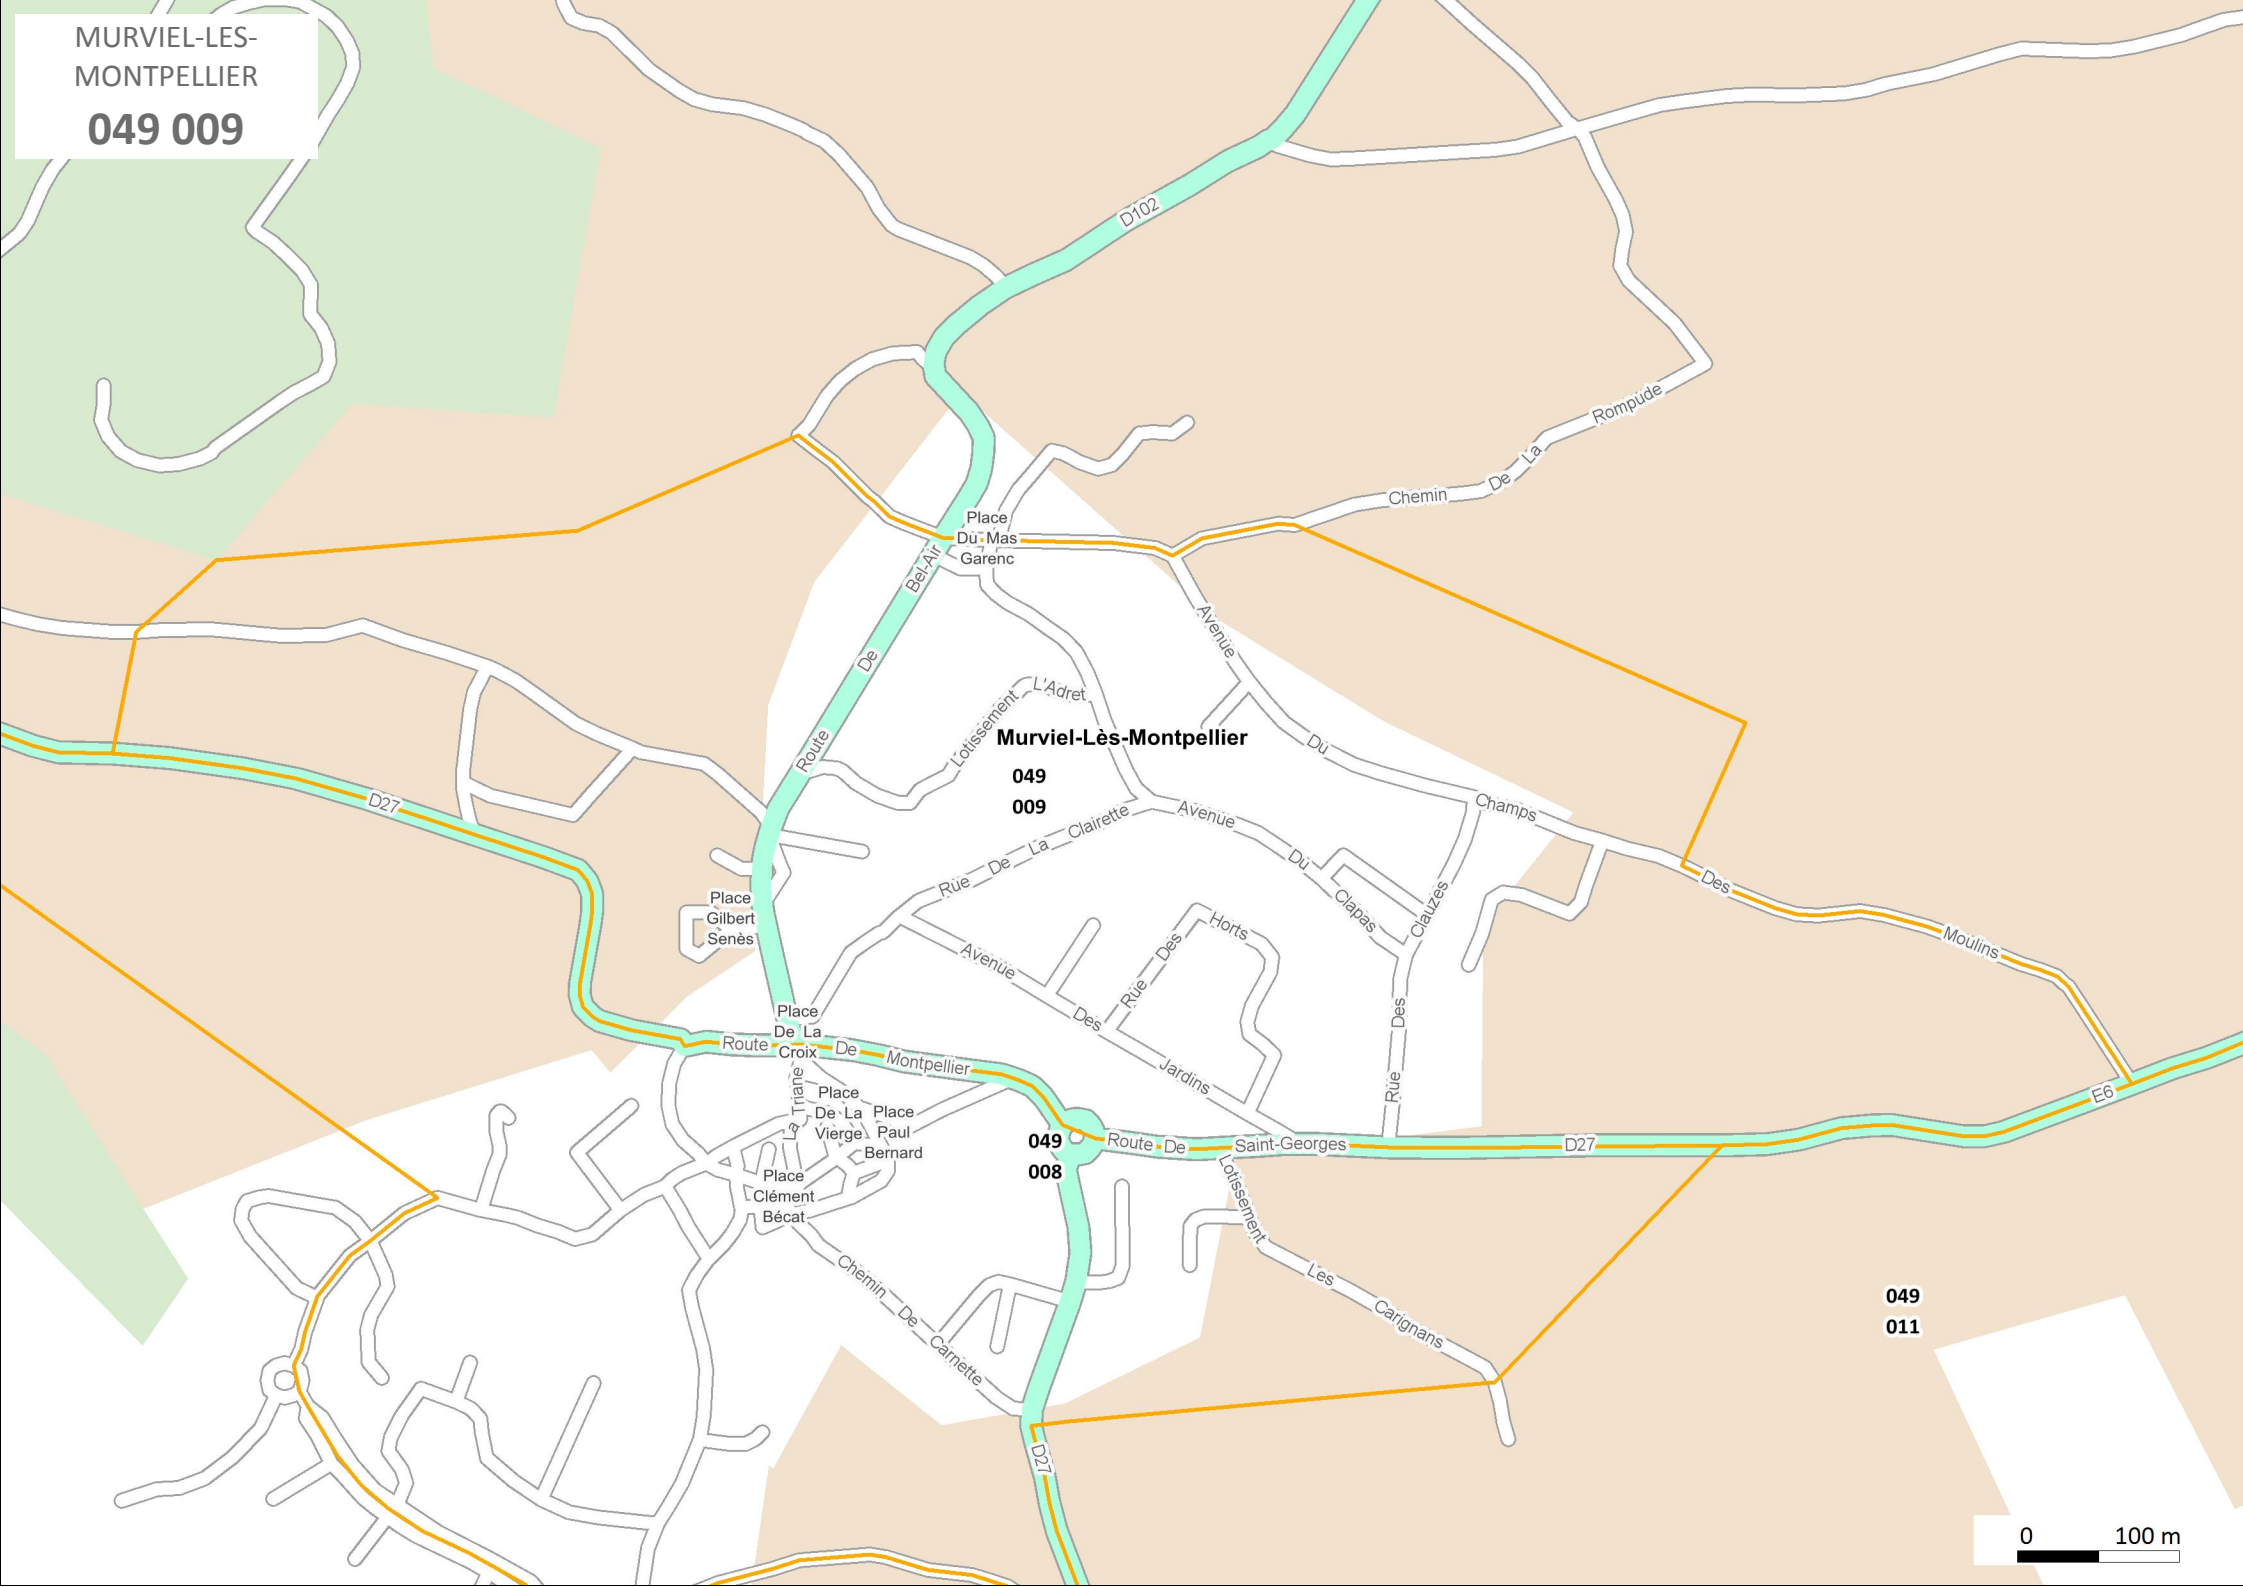 MURVIEL-LES-
MONTPELLIER
049 009
D102
Chemin De La Rompude
Place
Du Mas
Garenc
Route De Bel-Air
Avenue Du Champs Des Moulins
Lotissement L'Adret
Murviel-Lès-Montpellier
049
009
D27
Rue De La Clairette
Avenue Du Clapas
Rue Des Clauzes
Place
Gilbert
Senès
Avenue Des Jardins
Rue Des Horts
Place
De La
Croix
Route De Montpellier
La Triane
Place
De La
Vierge
Place
Paul
Bernard
Place
Clément
Bécat
049
008
Route De Saint-Georges
D27
E6
Lotissement Les Carignans
Chemin De Carnette
049
011
D27
0 100 m